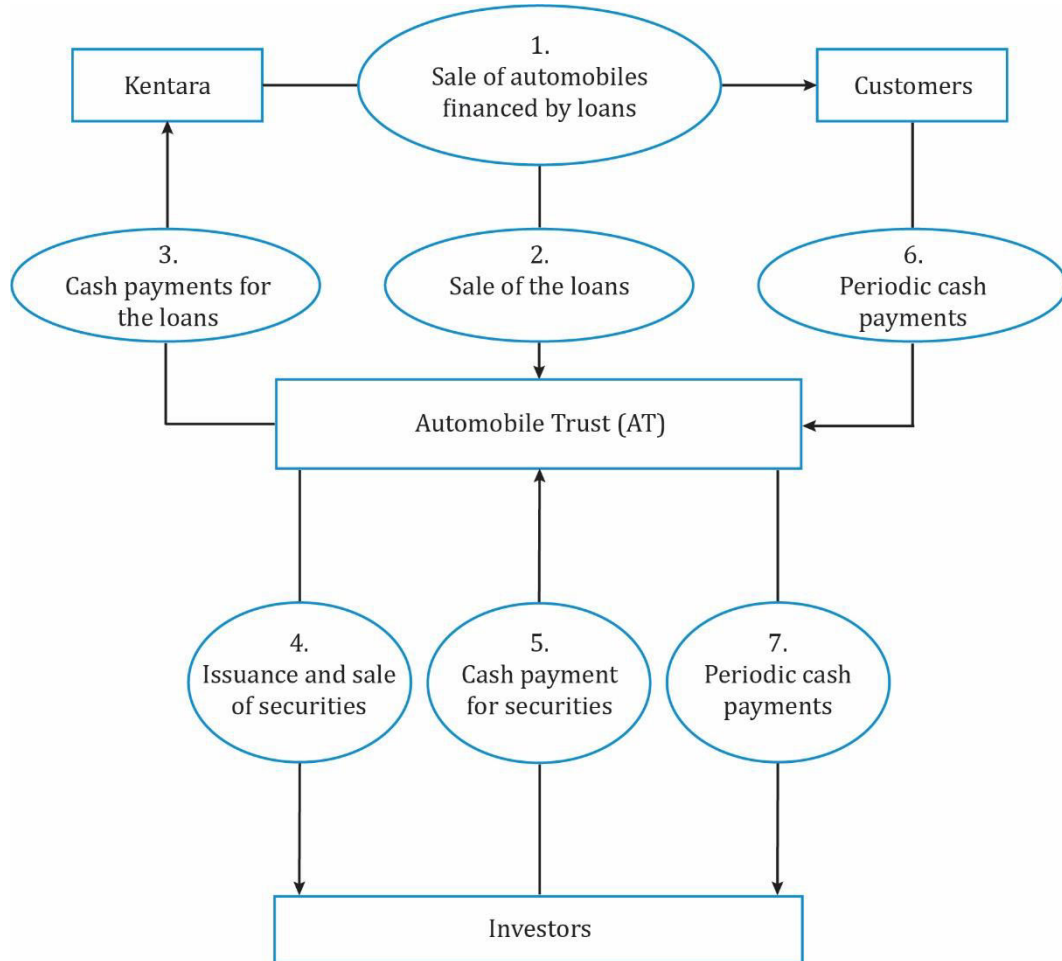 Kentara
1.
Sale of automobiles
financed by loans
Customers
3.
Cash payments for
the loans
2.
Sale of the loans
6.
Periodic cash
payments
Automobile Trust (AT)
4.
Issuance and sale
of securities
5.
Cash payment
for securities
7.
Periodic cash
payments
Investors